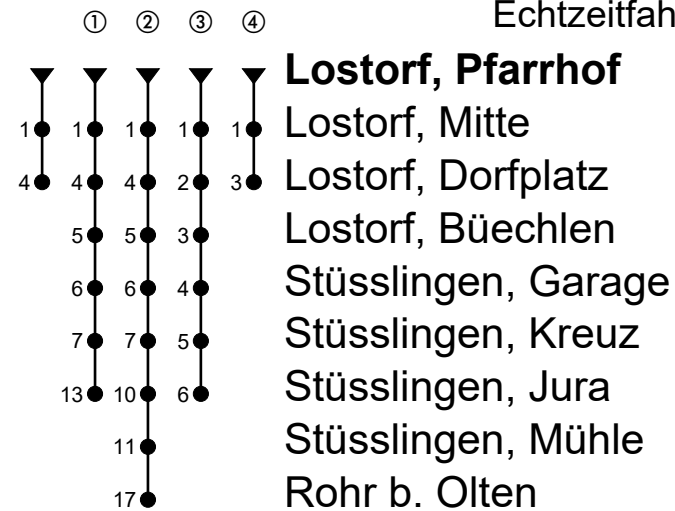 ① ② ③ ④ Echtzeitfah
Lostorf, Pfarrhof
1 1 1 1 1 Lostorf, Mitte
4 4 4 2 3 Lostorf, Dorfplatz
5 5 3 Lostorf, Büechlen
6 6 4 Stüsslingen, Garage
7 7 5 Stüsslingen, Kreuz
13 10 6 Stüsslingen, Jura
11 Stüsslingen, Mühle
17 Rohr b. Olten